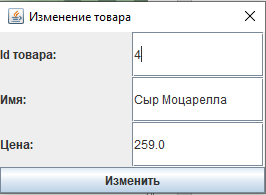 Изменение товара
Id товара: 4
Имя: Сыр Моцарелла
Цена: 259.0
Изменить